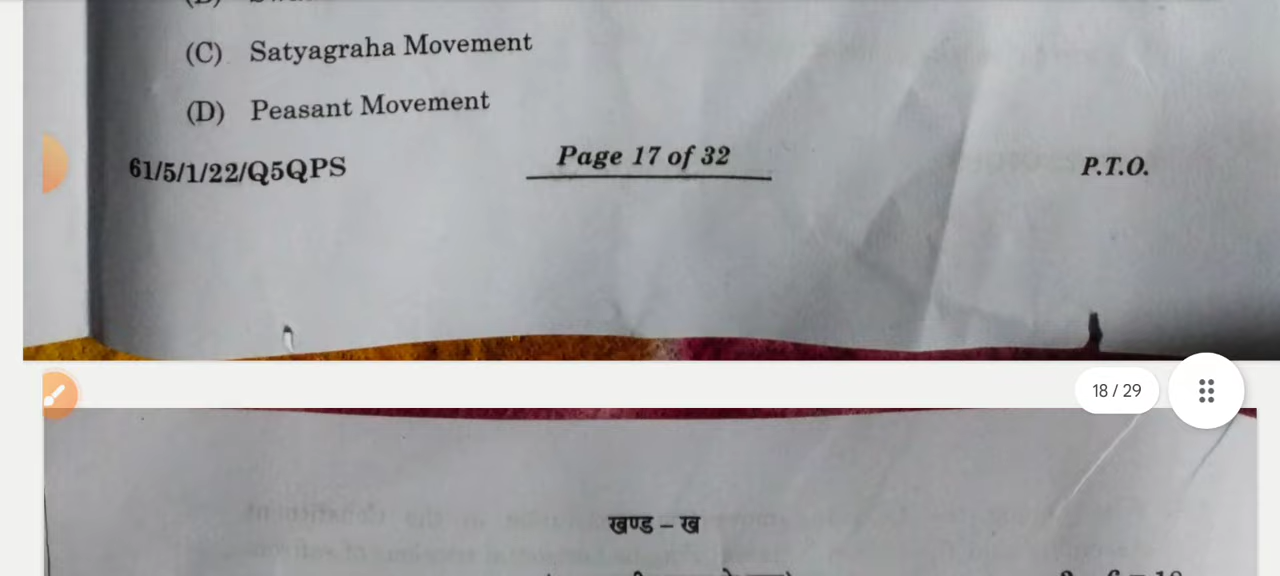 (C) Satyagraha Movement
(D) Peasant Movement
61/5/1/22/Q5QPS Page 17 of 32 P.T.O.
18 / 29
खण्ड – ख